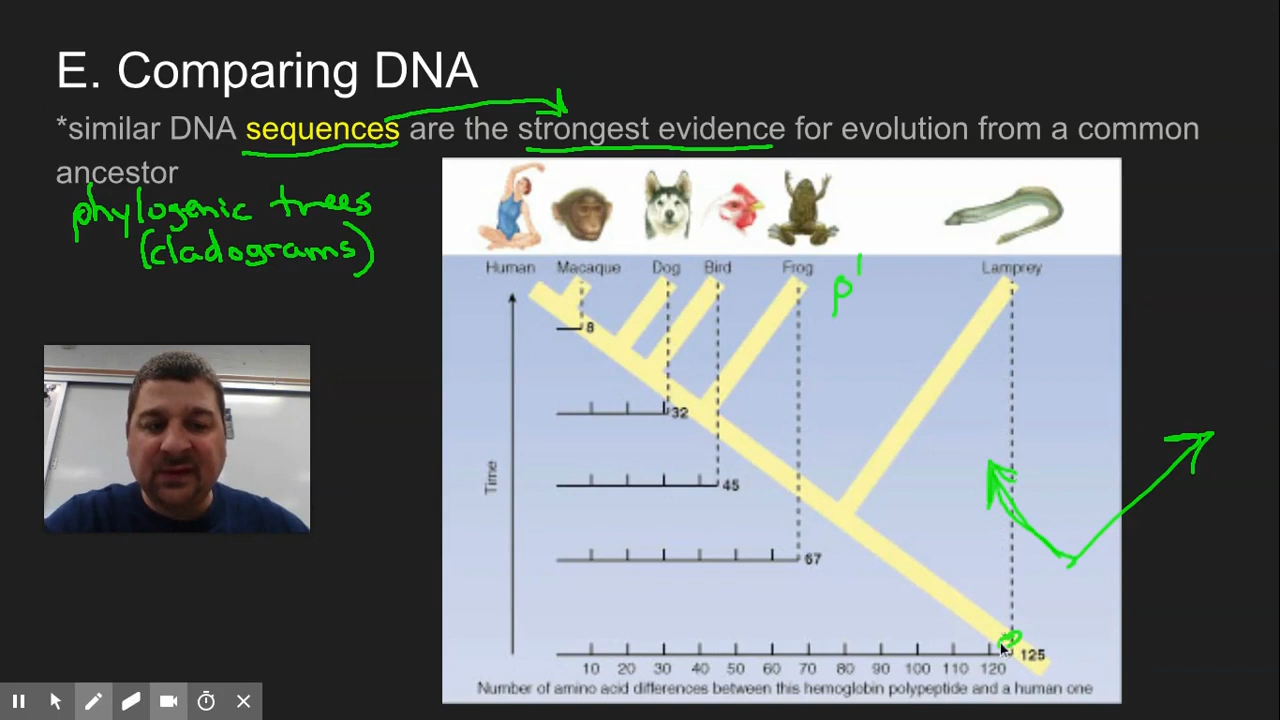 E. Comparing DNA
*similar DNA sequences are the strongest evidence for evolution from a common
ancestor
phylogenic trees
(cladograms)
Human Macaque Dog Bird Frog Lamprey
p'
8
32
45
67
125
Time
10 20 30 40 50 60 70 80 90 100 110 120
Number of amino acid differences between this hemoglobin polypeptide and a human one